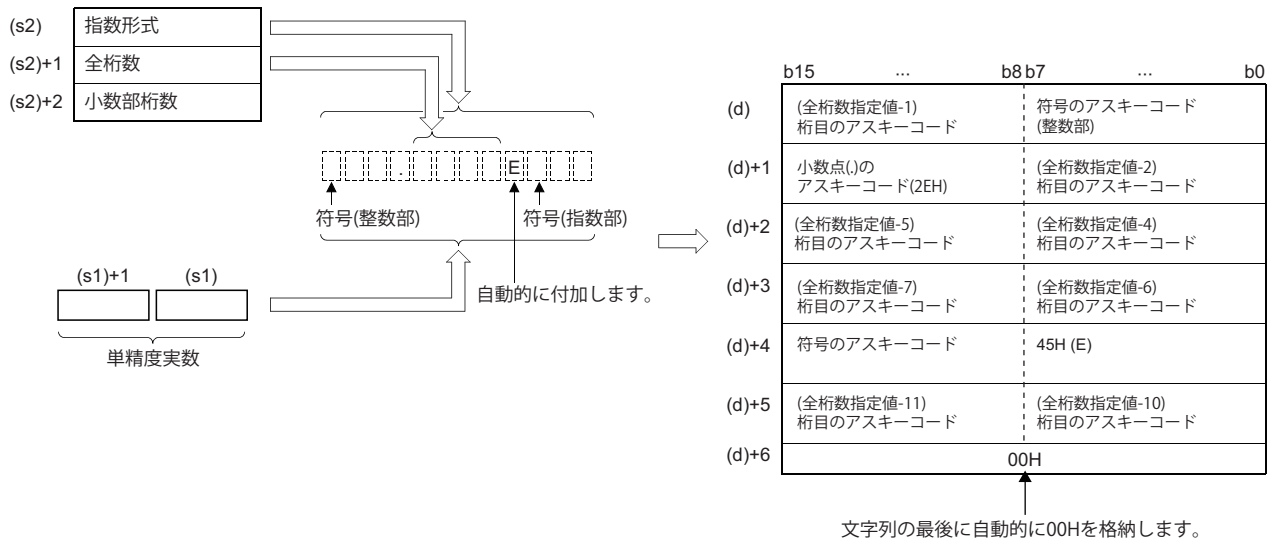 (s2) 指数形式
(s2)+1 全桁数
(s2)+2 小数部桁数
. E
符号(整数部) 符号(指数部)
自動的に付加します。
(s1)+1 (s1)
単精度実数
b15 ... b8 b7 ... b0
(d) (全桁数指定値-1) 符号のアスキーコード
桁目のアスキーコード (整数部)
(d)+1 小数点(.)の (全桁数指定値-2)
アスキーコード(2EH) 桁目のアスキーコード
(d)+2 (全桁数指定値-5) (全桁数指定値-4)
桁目のアスキーコード 桁目のアスキーコード
(d)+3 (全桁数指定値-7) (全桁数指定値-6)
桁目のアスキーコード 桁目のアスキーコード
(d)+4 符号のアスキーコード 45H (E)
(d)+5 (全桁数指定値-11) (全桁数指定値-10)
桁目のアスキーコード 桁目のアスキーコード
(d)+6 00H
文字列の最後に自動的に00Hを格納します。